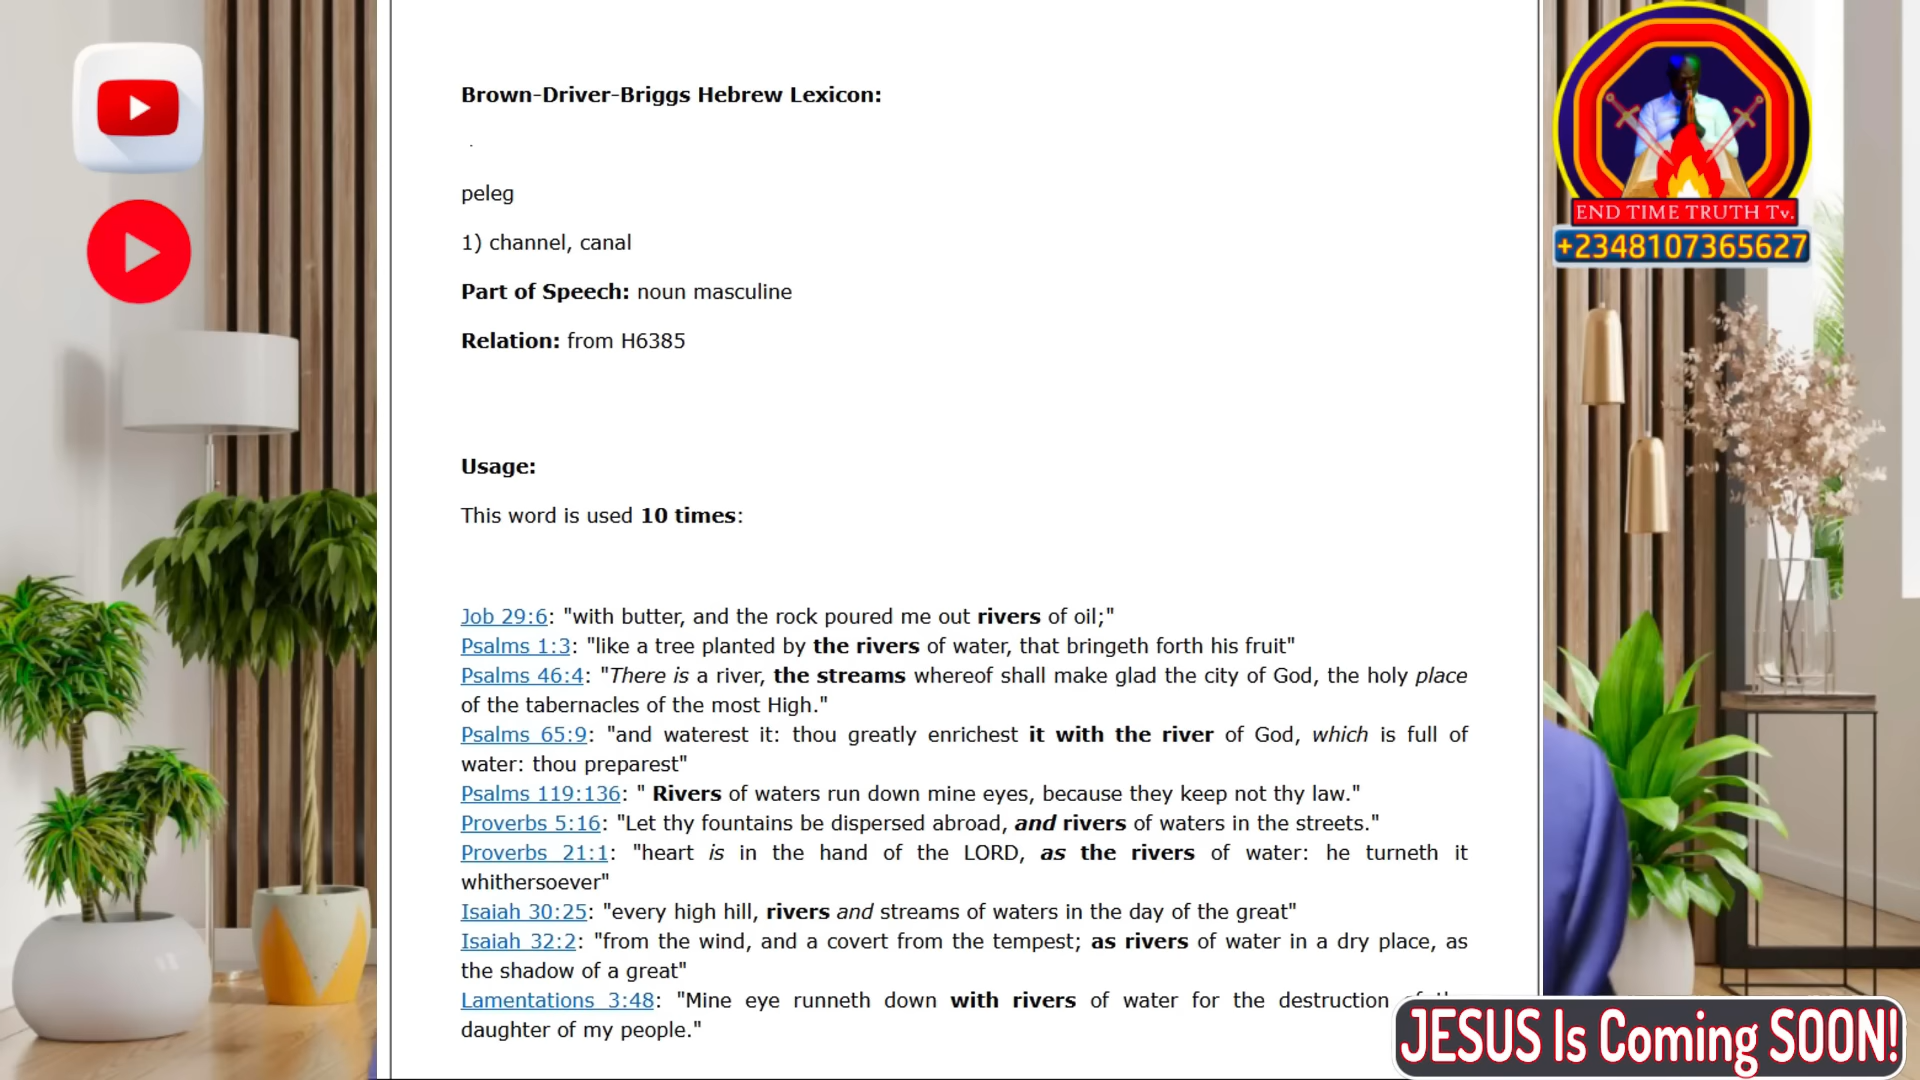 Brown-Driver-Briggs Hebrew Lexicon:
.
peleg
1) channel, canal
Part of Speech: noun masculine
Relation: from H6385
Usage:
This word is used 10 times:
Job 29:6: "with butter, and the rock poured me out rivers of oil;"
Psalms 1:3: "like a tree planted by the rivers of water, that bringeth forth his fruit"
Psalms 46:4: "There is a river, the streams whereof shall make glad the city of God, the holy place
of the tabernacles of the most High."
Psalms 65:9: "and waterest it: thou greatly enrichest it with the river of God, which is full of
water: thou preparest"
Psalms 119:136: " Rivers of waters run down mine eyes, because they keep not thy law."
Proverbs 5:16: "Let thy fountains be dispersed abroad, and rivers of waters in the streets."
Proverbs 21:1: "heart is in the hand of the LORD, as the rivers of water: he turneth it
whithersoever"
Isaiah 30:25: "every high hill, rivers and streams of waters in the day of the great"
Isaiah 32:2: "from the wind, and a covert from the tempest; as rivers of water in a dry place, as
the shadow of a great"
Lamentations 3:48: "Mine eye runneth down with rivers of water for the destruction
daughter of my people."
END TIME TRUTH Tv.
+2348107365627
JESUS Is Coming SOON!